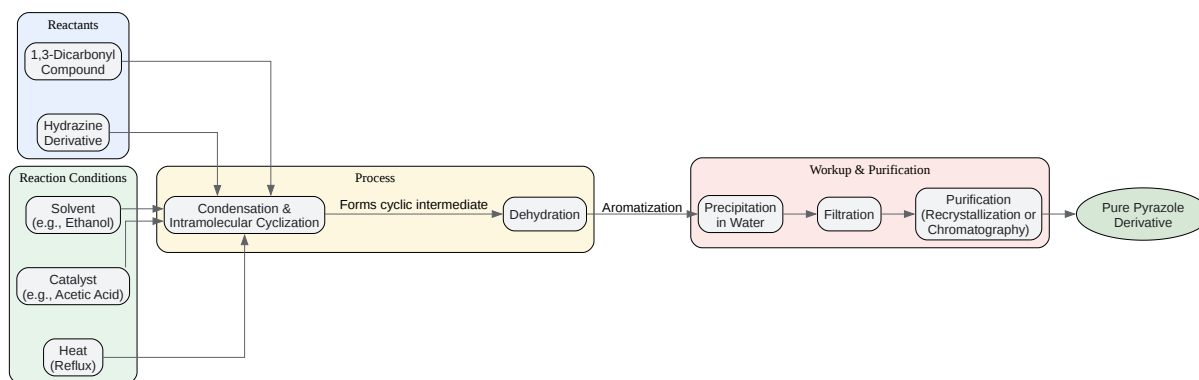 Reactants
1,3-Dicarbonyl
Compound
Hydrazine
Derivative
Reaction Conditions
Solvent
(e.g., Ethanol)
Catalyst
(e.g., Acetic Acid)
Heat
(Reflux)
Process
Condensation &
Intramolecular Cyclization
Forms cyclic intermediate
Dehydration
Aromatization
Workup & Purification
Precipitation
in Water
Filtration
Purification
(Recrystallization or
Chromatography)
Pure Pyrazole
Derivative